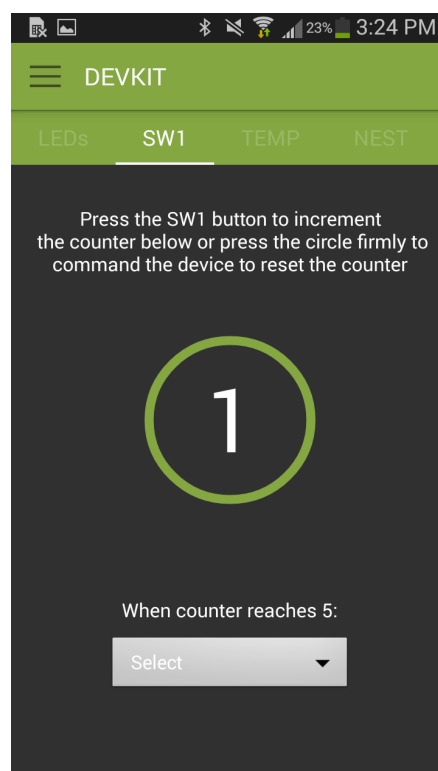 23% 3:24 PM
DEVKIT
LEDs SW1 TEMP NEST
Press the SW1 button to increment
the counter below or press the circle firmly to
command the device to reset the counter
1
When counter reaches 5:
Select